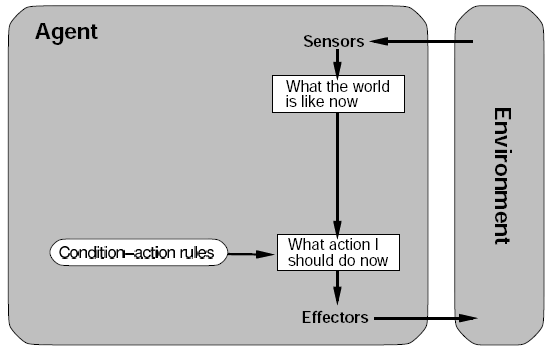 Agent
Sensors
What the world
is like now
Environment
Condition–action rules
What action I
should do now
Effectors